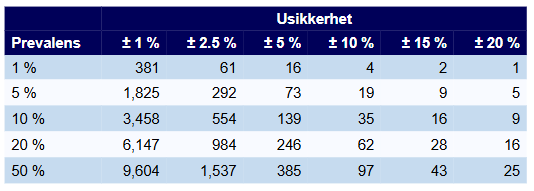 Usikkerhet
Prevalens ± 1 % ± 2.5 % ± 5 % ± 10 % ± 15 % ± 20 %
1 % 381 61 16 4 2 1
5 % 1,825 292 73 19 9 5
10 % 3,458 554 139 35 16 9
20 % 6,147 984 246 62 28 16
50 % 9,604 1,537 385 97 43 25